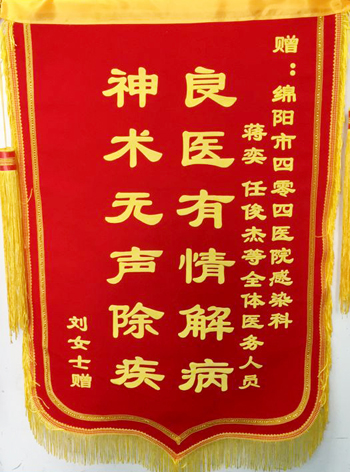 赠：绵阳市四零四医院感染科
蒋奕 任俊杰等全体医务人员
良医有情解病
神术无声除疾
刘女士赠